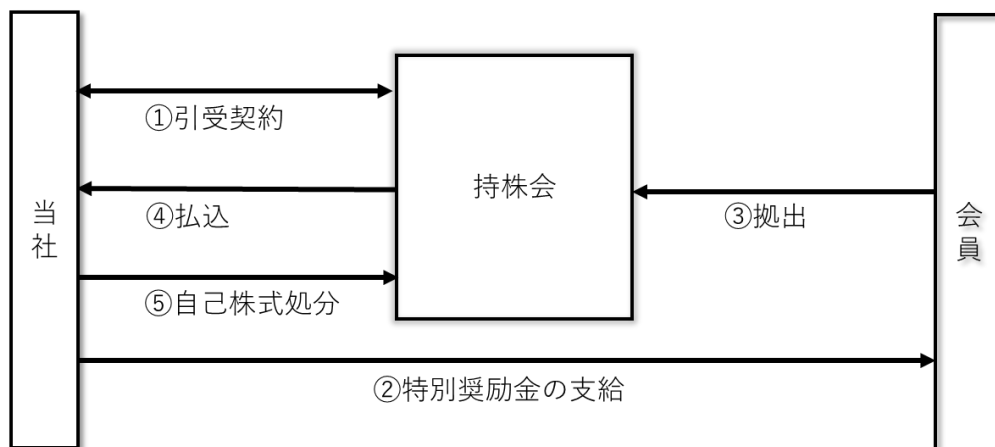 ①引受契約
持株会
④払込
③拠出
当社
会員
⑤自己株式処分
②特別奨励金の支給